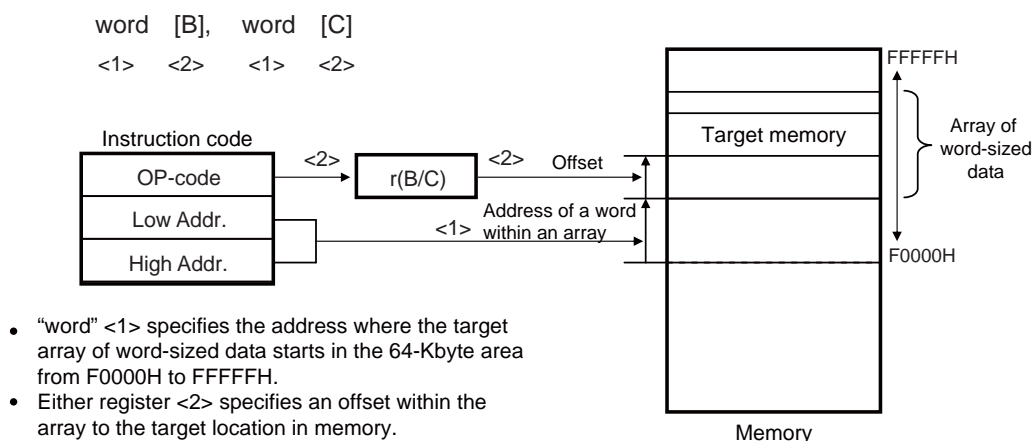 word [B], word [C]
<1> <2> <1> <2>
Instruction code
OP-code
Low Addr.
High Addr.
<2>
r(B/C)
<2>
Offset
<1>
Address of a word
within an array
Target memory
FFFFFH
Array of
word-sized
data
F0000H
Memory
• “word” <1> specifies the address where the target
array of word-sized data starts in the 64-Kbyte area
from F0000H to FFFFFH.
• Either register <2> specifies an offset within the
array to the target location in memory.